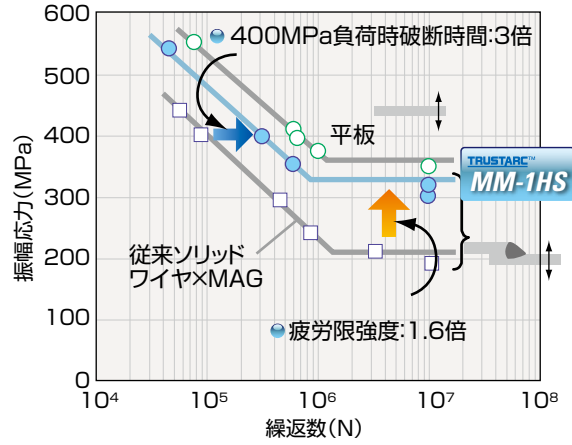 400MPa負荷時破断時間:3倍
600
500
400
300
200
100
0
振幅応力(MPa)
平板
TRUSTARC™
MM-1HS
従来ソリッド
ワイヤ×MAG
疲労限強度:1.6倍
10⁴
10⁵
10⁶
10⁷
10⁸
繰返数(N)